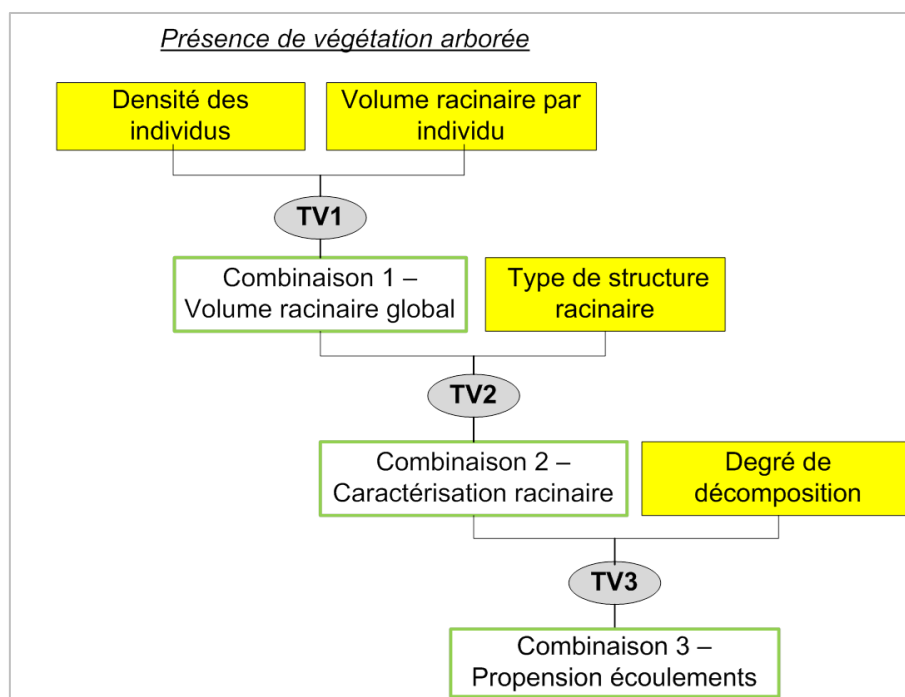 Présence de végétation arborée
Densité des
individus
Volume racinaire par
individu
TV1
Combinaison 1 –
Volume racinaire global
Type de structure
racinaire
TV2
Combinaison 2 –
Caractérisation racinaire
Degré de
décomposition
TV3
Combinaison 3 –
Propension écoulements